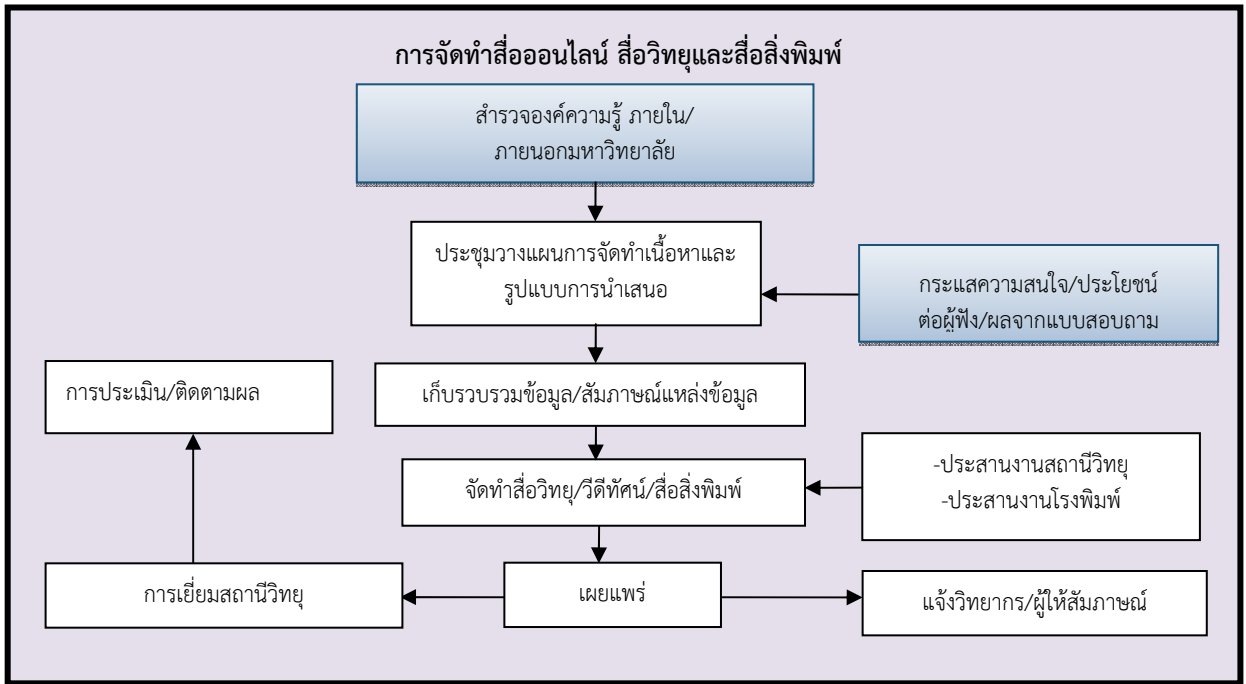 การจัดทำสื่อออนไลน์ สื่อวิทยุและสื่อสิ่งพิมพ์
สำรวจองค์ความรู้ ภายใน/
ภายนอกมหาวิทยาลัย
ประชุมวางแผนการจัดทำเนื้อหาและ
รูปแบบการนำเสนอ
กระแสความสนใจ/ประโยชน์
ต่อผู้ฟัง/ผลจากแบบสอบถาม
การประเมิน/ติดตามผล
เก็บรวบรวมข้อมูล/สัมภาษณ์แหล่งข้อมูล
จัดทำสื่อวิทยุ/วีดีทัศน์/สื่อสิ่งพิมพ์
-ประสานงานสถานีวิทยุ
-ประสานงานโรงพิมพ์
การเยี่ยมสถานีวิทยุ
เผยแพร่
แจ้งวิทยากร/ผู้ให้สัมภาษณ์